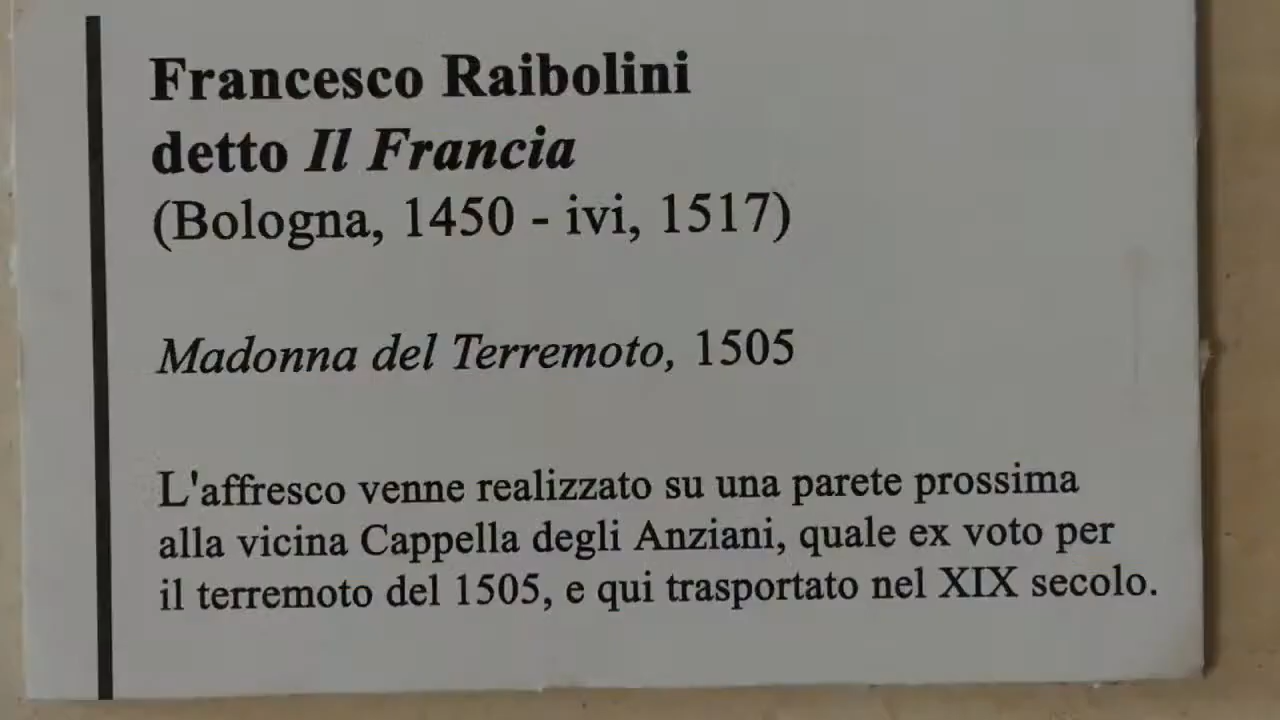 Francesco Raibolini
detto Il Francia
(Bologna, 1450 - ivi, 1517)
Madonna del Terremoto, 1505
L'affresco venne realizzato su una parete prossima
alla vicina Cappella degli Anziani, quale ex voto per
il terremoto del 1505, e qui trasportato nel XIX secolo.